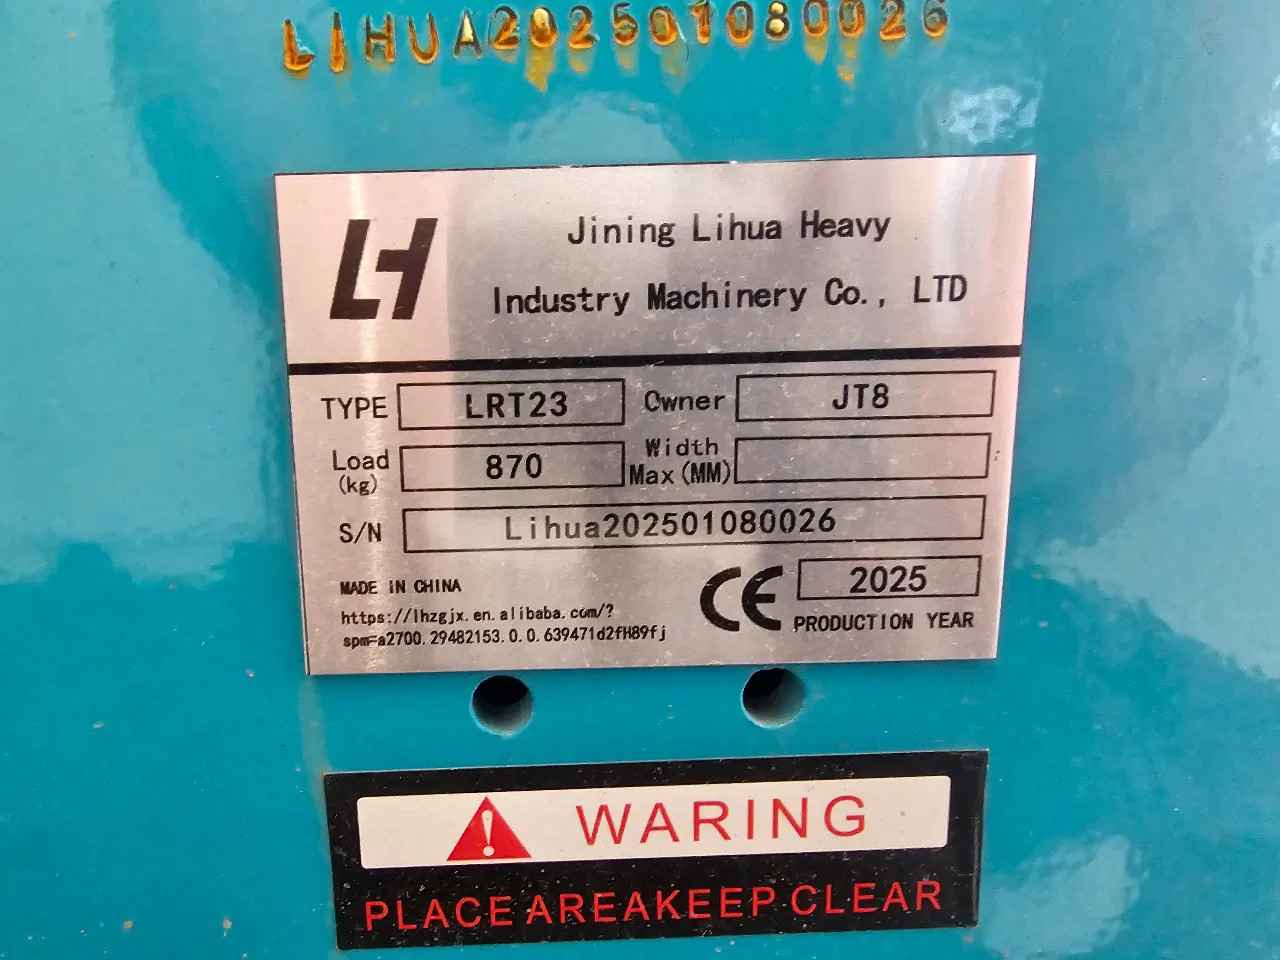 LIHUA202501080026
LH
Jining Lihua Heavy
Industry Machinery Co., LTD
TYPE LRT23 Owner JT8
Load (kg) 870 Width Max(MM)
S/N Lihua202501080026
MADE IN CHINA
https://lhzgjx.en.alibaba.com/?
spm=a2700.29482153.0.0.639471d2fH89fj
CE 2025
PRODUCTION YEAR
WARING
PLACE AREAKEEP CLEAR